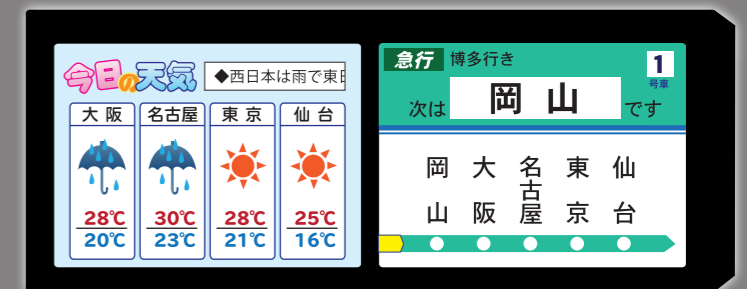 今日の天気
◆西日本は雨で東
大阪
名古屋
東京
仙台
28℃
20℃
30℃
23℃
28℃
21℃
25℃
16℃
急行
博多行き
1
号車
次は
岡山
です
岡山
大阪
名古屋
東京
仙台